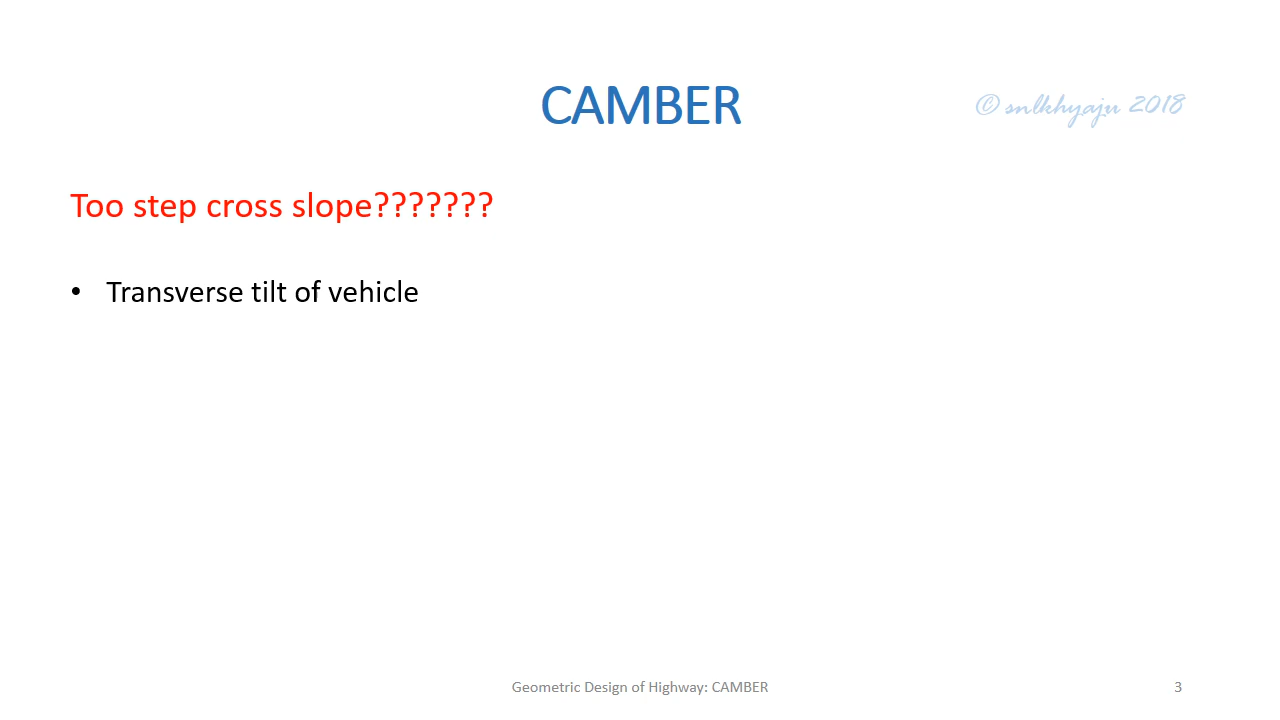 CAMBER
© snlkhyaju 2018
Too step cross slope???????
• Transverse tilt of vehicle
Geometric Design of Highway: CAMBER
3